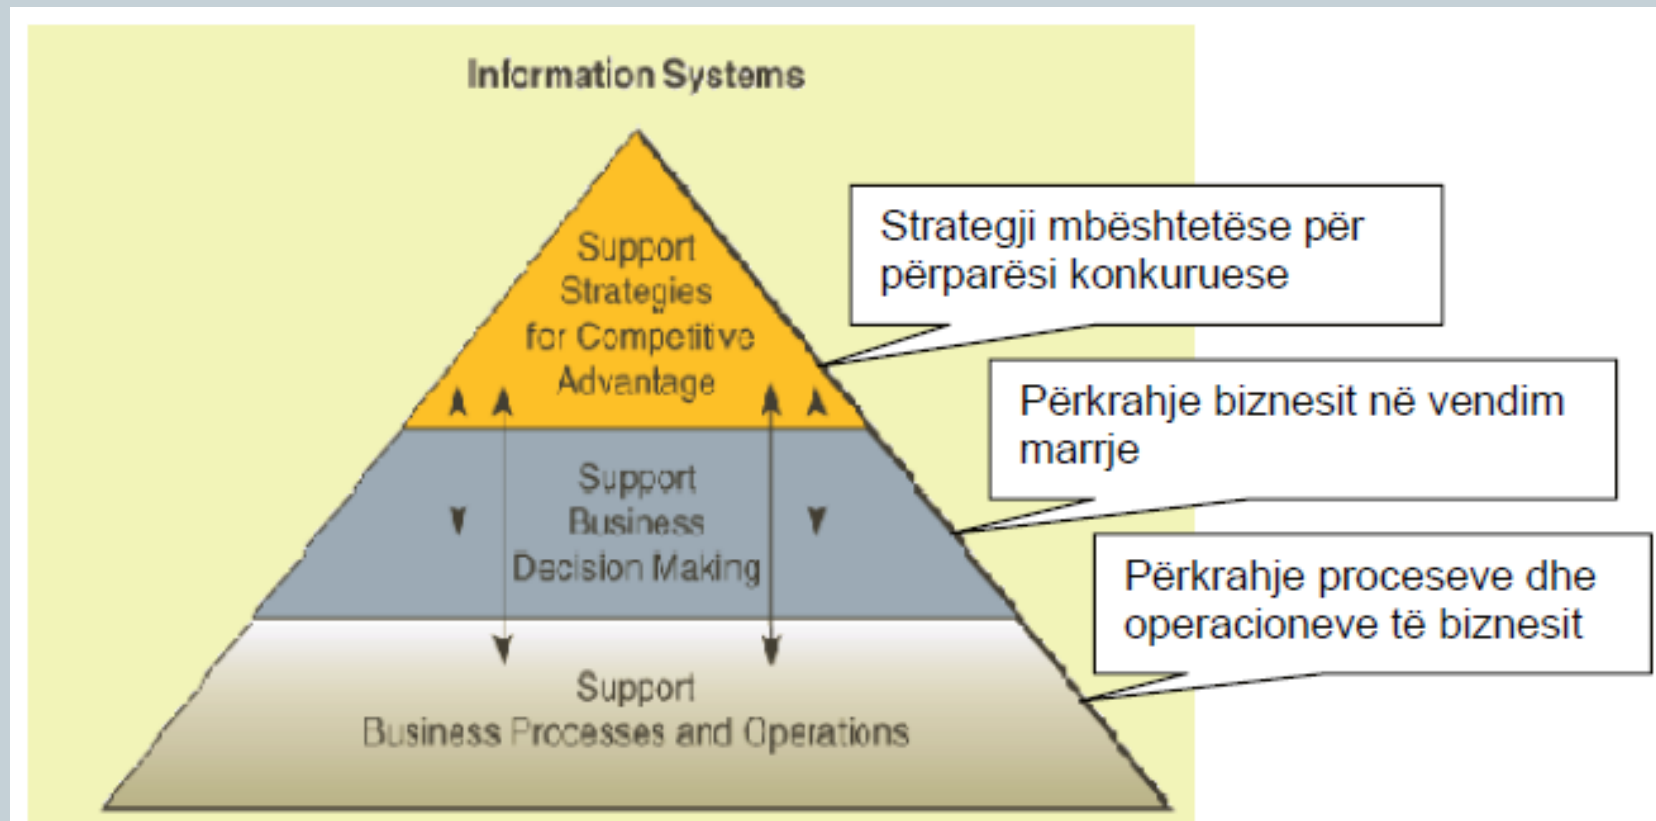 Information Systems
Support
Strategies
for Competitive
Advantage
Strategji mbështetëse për
përparësi konkuruese
Support
Business
Decision Making
Përkrahje biznesit në vendim
marrje
Support
Business Processes and Operations
Përkrahje proceseve dhe
operacioneve të biznesit